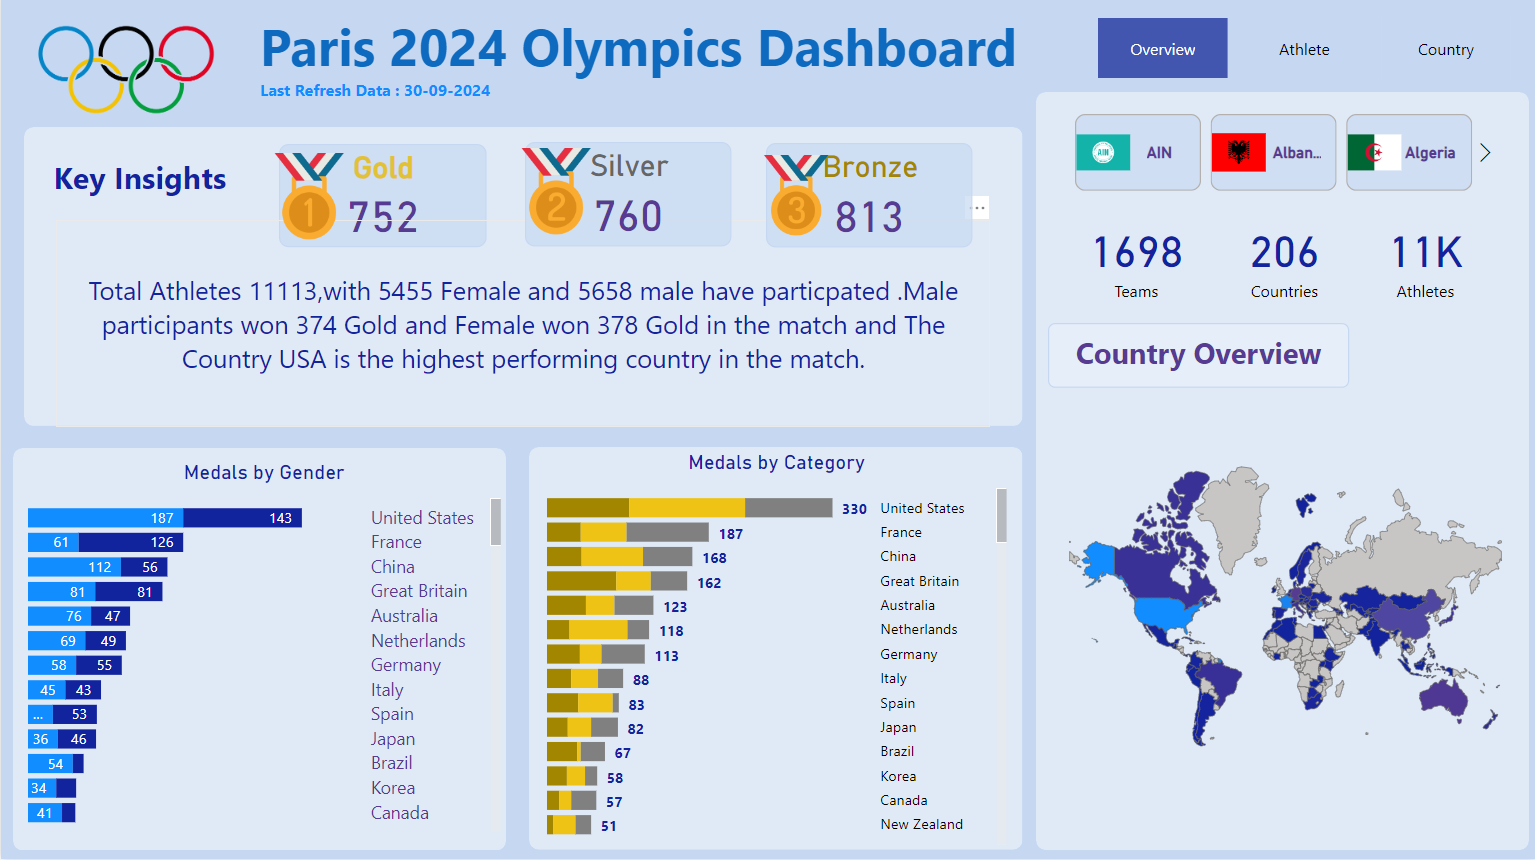 Paris 2024 Olympics Dashboard
Last Refresh Data : 30-09-2024
Overview
Athlete
Country
Key Insights
1
Gold
752
2
Silver
760
3
Bronze
813
Total Athletes 11113,with 5455 Female and 5658 male have particpated .Male
participants won 374 Gold and Female won 378 Gold in the match and The
Country USA is the highest performing country in the match.
AIN
AIN
Alban...
Algeria
1698
Teams
206
Countries
11K
Athletes
Country Overview
Medals by Gender
187 143 United States
61 126 France
112 56 China
81 81 Great Britain
76 47 Australia
69 49 Netherlands
58 55 Germany
45 43 Italy
... 53 Spain
36 46 Japan
54 Brazil
34 Korea
41 Canada
Medals by Category
330 United States
187 France
168 China
162 Great Britain
123 Australia
118 Netherlands
113 Germany
88 Italy
83 Spain
82 Japan
67 Brazil
58 Korea
57 Canada
51 New Zealand